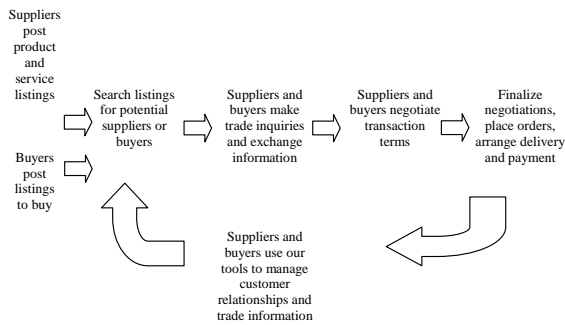 Suppliers
post
product
and
service
listings
Buyers
post
listings
to buy
Search listings
for potential
suppliers or
buyers
Suppliers and
buyers make
trade inquiries
and exchange
information
Suppliers and
buyers negotiate
transaction
terms
Finalize
negotiations,
place orders,
arrange delivery
and payment
Suppliers and
buyers use our
tools to manage
customer
relationships and
trade information